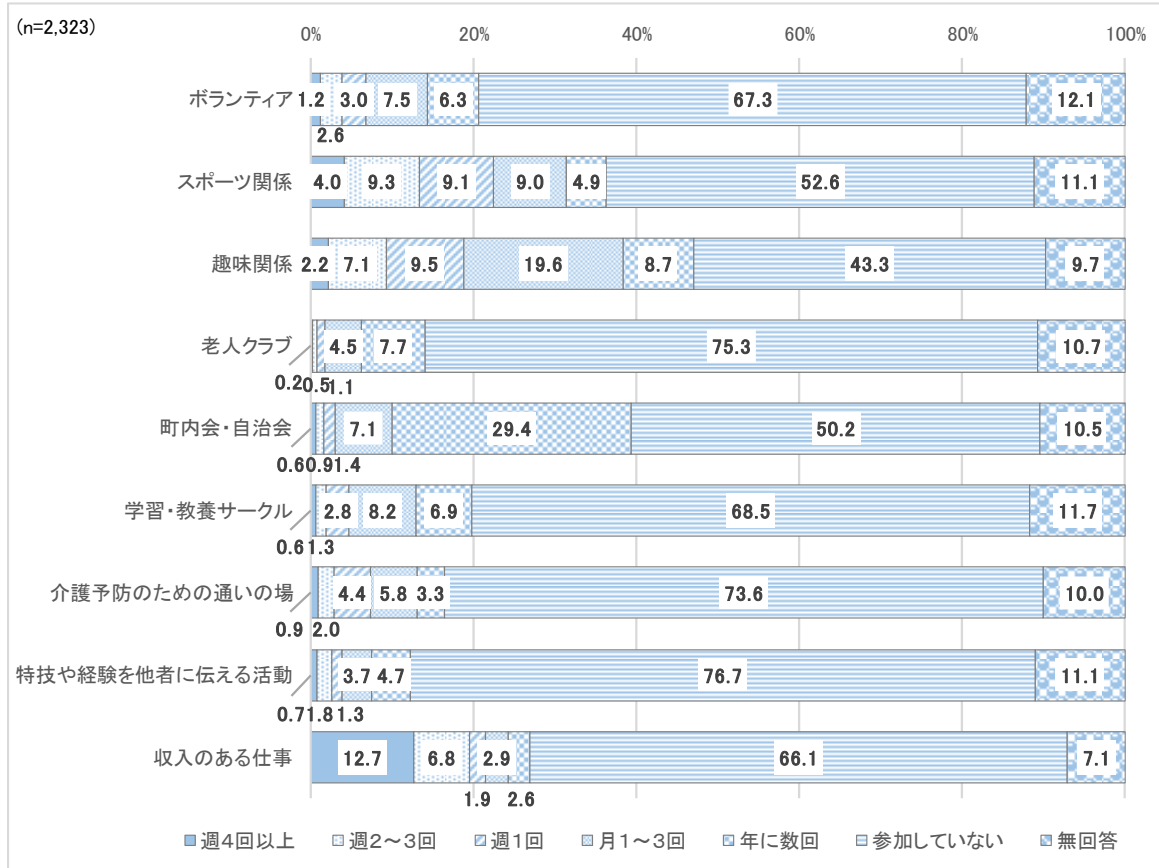 (n=2,323)
0% 20% 40% 60% 80% 100%
ボランティア 1.2 2.6 3.0 7.5 6.3 67.3 12.1
スポーツ関係 4.0 9.3 9.1 9.0 4.9 52.6 11.1
趣味関係 2.2 7.1 9.5 19.6 8.7 43.3 9.7
老人クラブ 0.2 0.5 1.1 4.5 7.7 75.3 10.7
町内会・自治会 0.6 0.9 1.4 7.1 29.4 50.2 10.5
学習・教養サークル 0.6 1.3 2.8 8.2 6.9 68.5 11.7
介護予防のための通いの場 0.9 2.0 4.4 5.8 3.3 73.6 10.0
特技や経験を他者に伝える活動 0.7 1.8 1.3 3.7 4.7 76.7 11.1
収入のある仕事 12.7 6.8 1.9 2.9 2.6 66.1 7.1
週4回以上 週2～3回 週1回 月1～3回 年に数回 参加していない 無回答